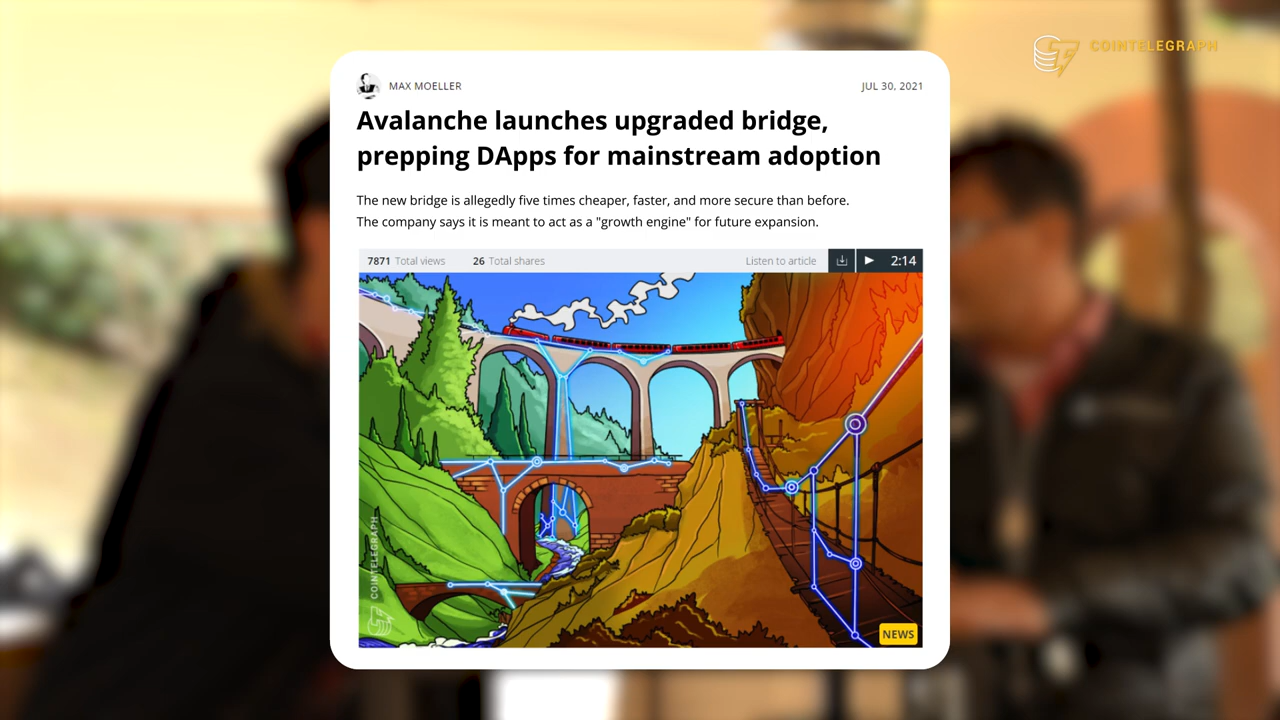 COINTELEGRAPH
MAX MOELLER
JUL 30, 2021
Avalanche launches upgraded bridge,
prepping DApps for mainstream adoption
The new bridge is allegedly five times cheaper, faster, and more secure than before.
The company says it is meant to act as a "growth engine" for future expansion.
7871 Total views 26 Total shares Listen to article 2:14
COINTELEGRAPH
NEWS